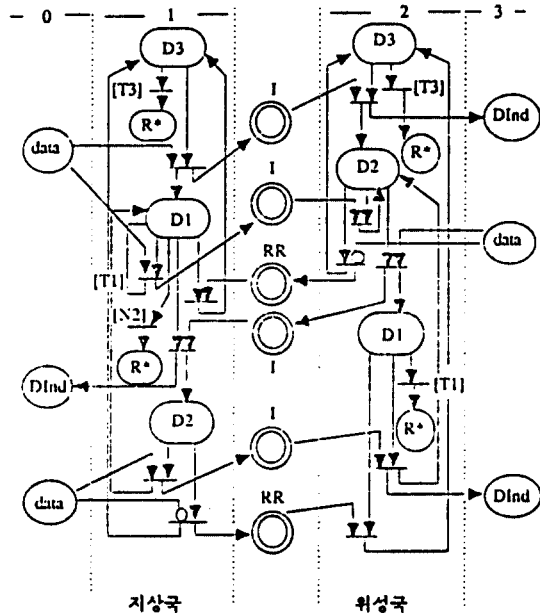 0 1 2 3
D3 D3
[T3] I [T3]
R* DInd
data R*
D2
I
D1
RR data
[T1]
[N2]
D1
R*
DInd I [T1]
D2 I R*
data RR DInd
지상국 위성국